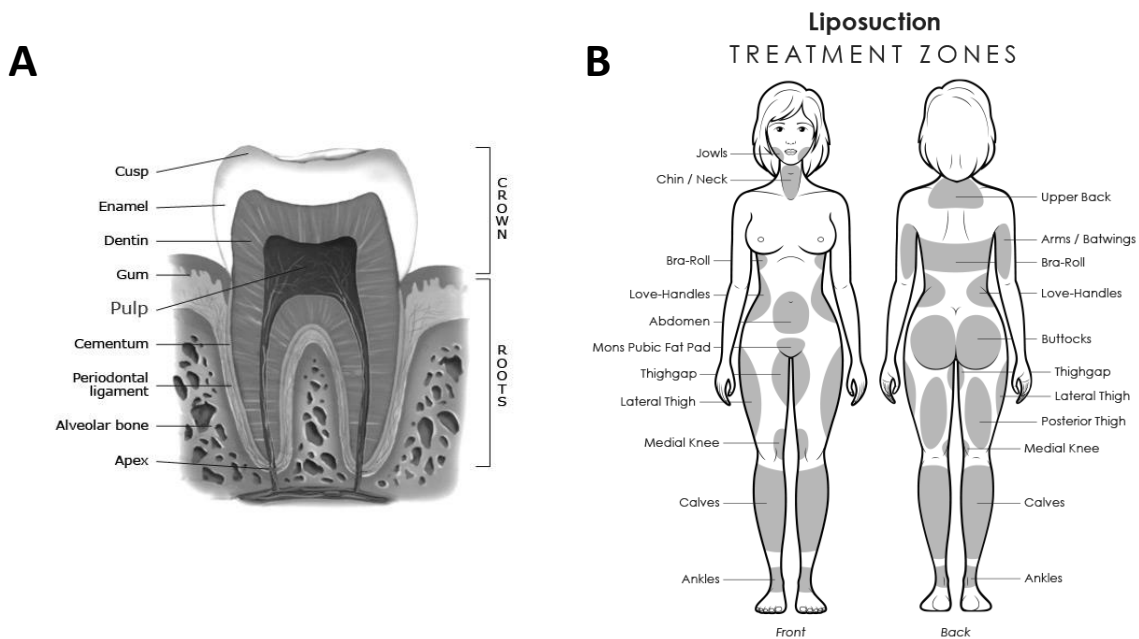 A
Cusp
Enamel
Dentin
Gum
Pulp
Cementum
Periodontal
ligament
Alveolar bone
Apex
CROWN
ROOTS
B
Liposuction
TREATMENT ZONES
Jowls
Chin / Neck
Bra-Roll
Love-Handles
Abdomen
Mons Pubic Fat Pad
Thighgap
Lateral Thigh
Medial Knee
Calves
Ankles
Front
Upper Back
Arms / Batwings
Bra-Roll
Love-Handles
Buttocks
Thighgap
Lateral Thigh
Posterior Thigh
Medial Knee
Calves
Ankles
Back